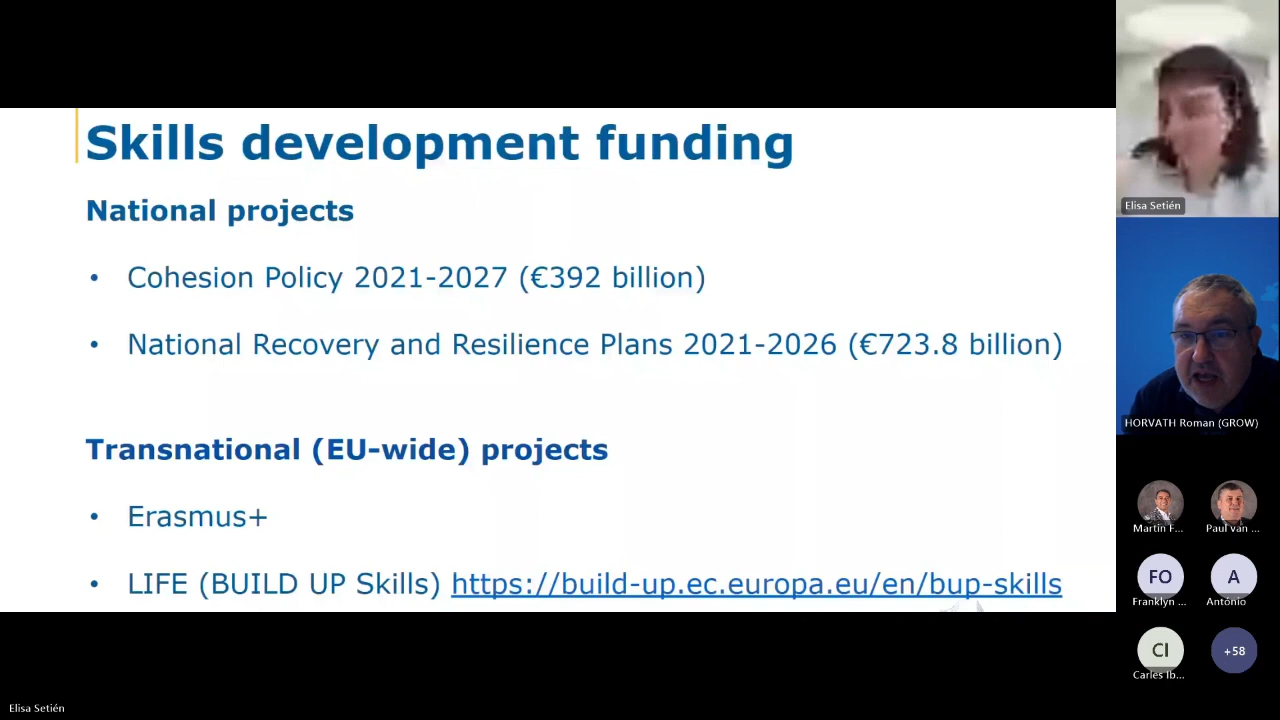 Skills development funding
National projects
• Cohesion Policy 2021-2027 (€392 billion)
• National Recovery and Resilience Plans 2021-2026 (€723.8 billion)
Transnational (EU-wide) projects
• Erasmus+
• LIFE (BUILD UP Skills) https://build-up.ec.europa.eu/en/bup-skills
Elisa Setién
HORVATH Roman (GROW)
Martin F...
Paul van ...
FO
A
Franklyn ...
António
CI
+58
Carles Ib...
Elisa Setién